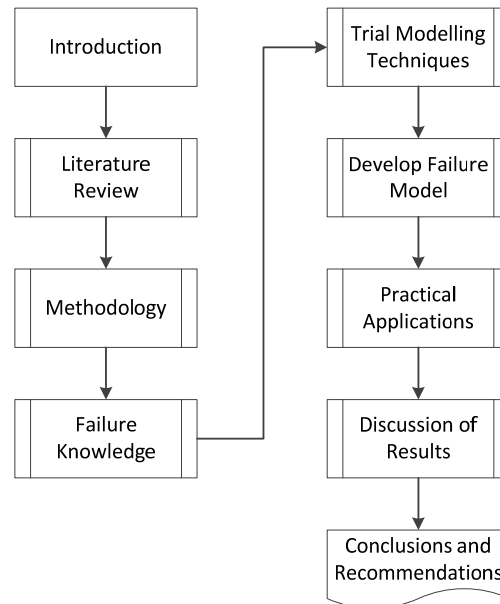 Introduction
Literature
Review
Methodology
Failure
Knowledge
Trial Modelling
Techniques
Develop Failure
Model
Practical
Applications
Discussion of
Results
Conclusions and
Recommendations